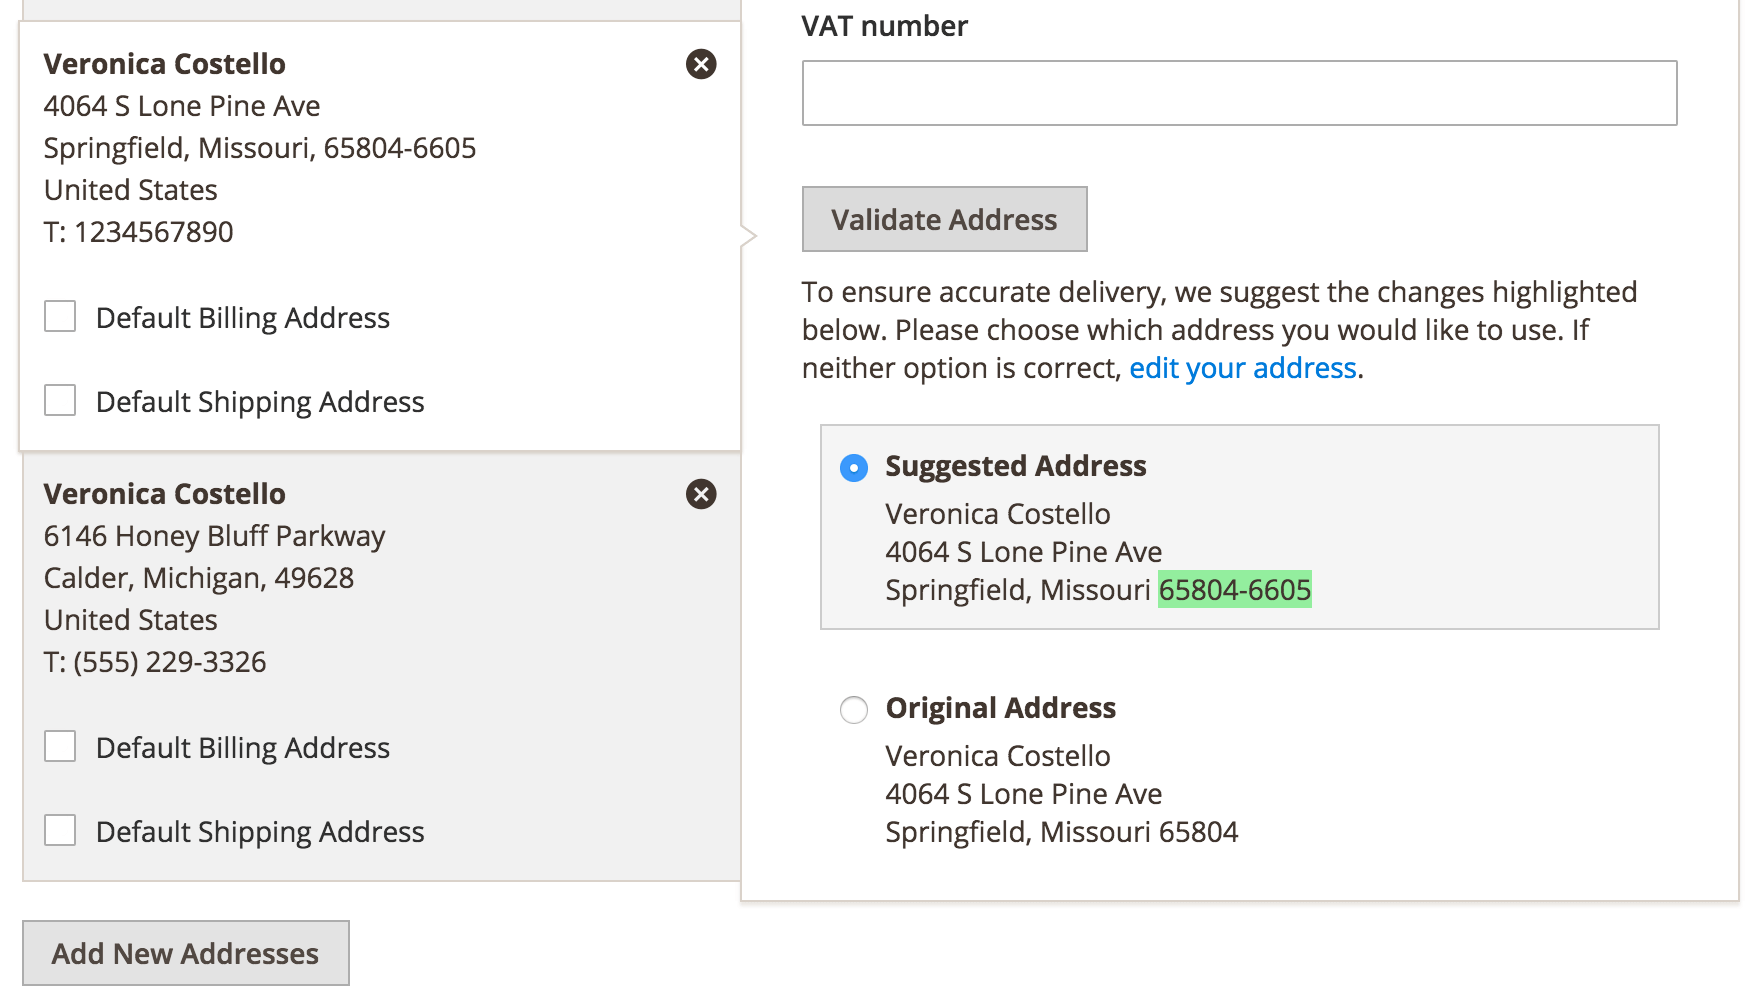 Veronica Costello
4064 S Lone Pine Ave
Springfield, Missouri, 65804-6605
United States
T: 1234567890
Default Billing Address
Default Shipping Address
Veronica Costello
6146 Honey Bluff Parkway
Calder, Michigan, 49628
United States
T: (555) 229-3326
Default Billing Address
Default Shipping Address
Add New Addresses
VAT number
Validate Address
To ensure accurate delivery, we suggest the changes highlighted
below. Please choose which address you would like to use. If
neither option is correct, edit your address.
Suggested Address
Veronica Costello
4064 S Lone Pine Ave
Springfield, Missouri 65804-6605
Original Address
Veronica Costello
4064 S Lone Pine Ave
Springfield, Missouri 65804